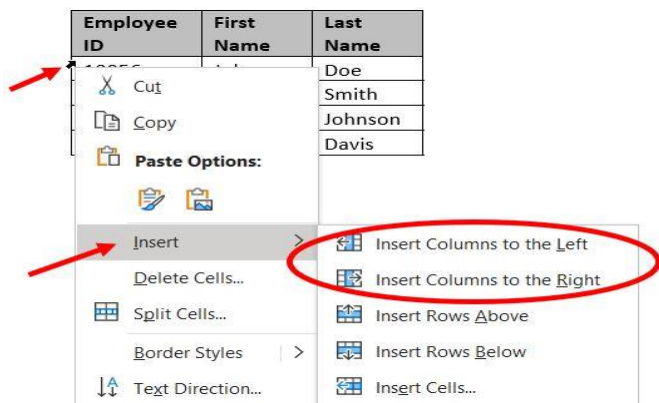 Employee ID First Name Last Name
Doe
Smith
Johnson
Davis
Cut
Copy
Paste Options:
Insert >
Delete Cells...
Split Cells...
Border Styles >
Text Direction...
Insert Columns to the Left
Insert Columns to the Right
Insert Rows Above
Insert Rows Below
Insert Cells...